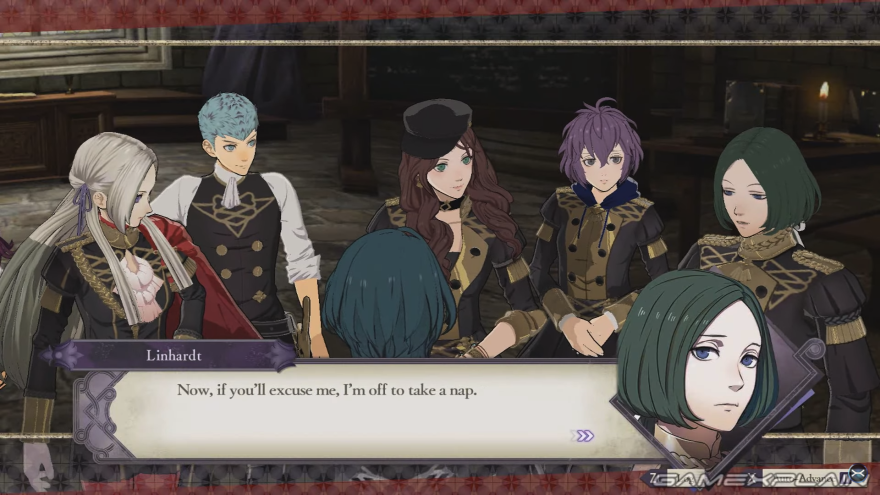 Linhardt
Now, if you'll excuse me, I'm off to take a nap.
GAMEXPLAIN